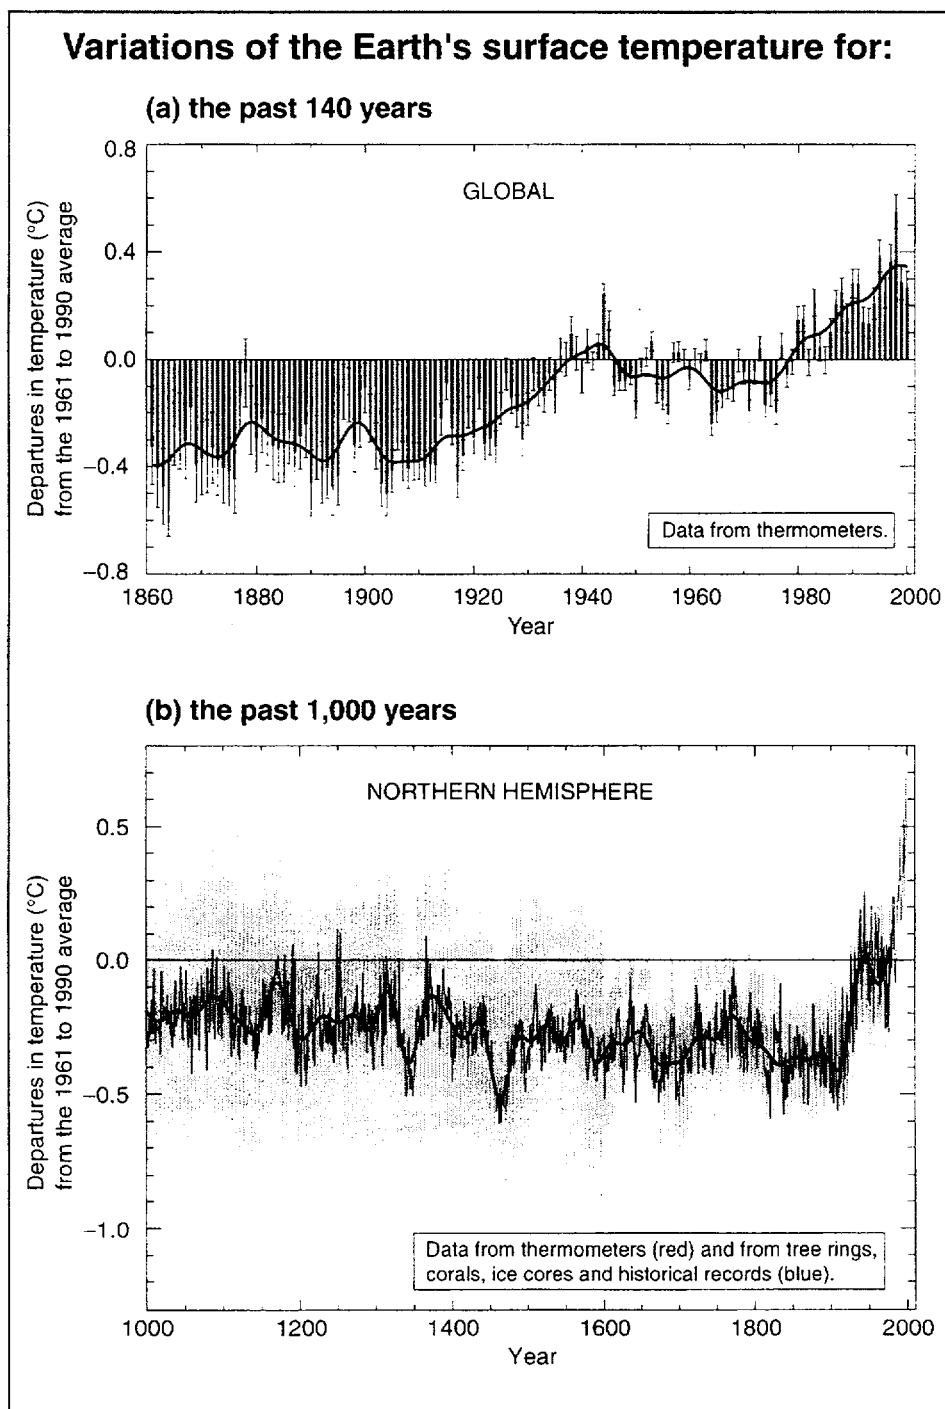 Variations of the Earth's surface temperature for:
(a) the past 140 years
GLOBAL
Departures in temperature (°C)
from the 1961 to 1990 average
0.8
0.4
0.0
−0.4
−0.8
Data from thermometers.
1860 1880 1900 1920 1940 1960 1980 2000
Year
(b) the past 1,000 years
NORTHERN HEMISPHERE
Departures in temperature (°C)
from the 1961 to 1990 average
0.5
0.0
−0.5
−1.0
Data from thermometers (red) and from tree rings,
corals, ice cores and historical records (blue).
1000 1200 1400 1600 1800 2000
Year